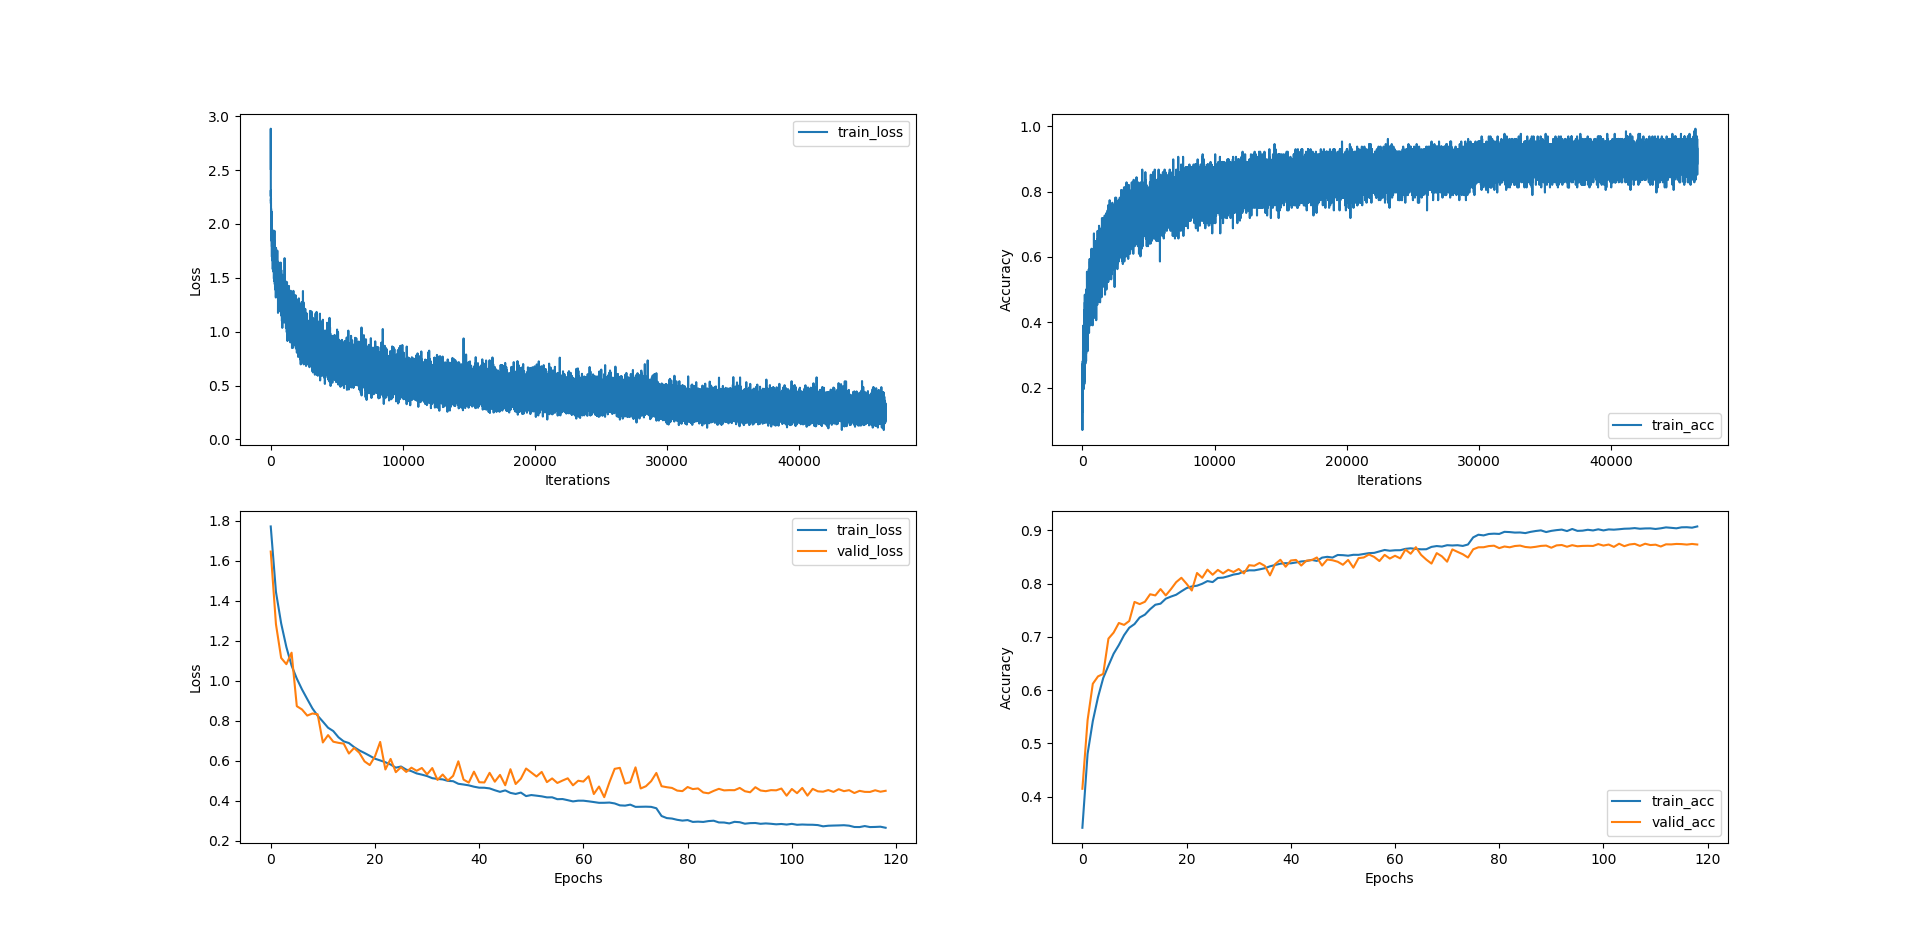 3.0
2.5
2.0
1.5
1.0
0.5
0.0
Loss
train_loss
0 10000 20000 30000 40000
Iterations
1.0
0.8
0.6
0.4
0.2
Accuracy
train_acc
0 10000 20000 30000 40000
Iterations
1.8
1.6
1.4
1.2
1.0
0.8
0.6
0.4
0.2
Loss
train_loss
valid_loss
0 20 40 60 80 100 120
Epochs
0.9
0.8
0.7
0.6
0.5
0.4
Accuracy
train_acc
valid_acc
0 20 40 60 80 100 120
Epochs